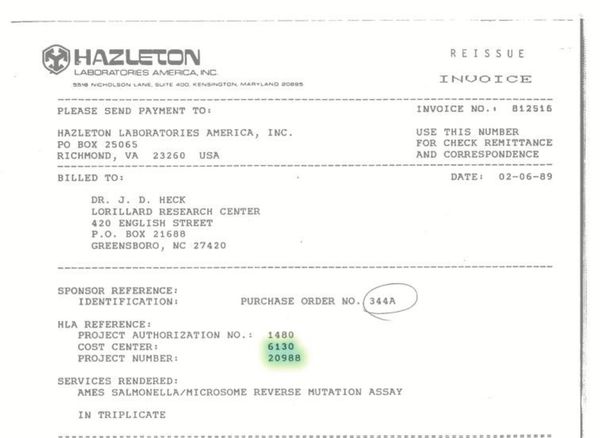 HAZLETON
REISSUE
LABORATORIES AMERICA, INC.
INVOICE
5516 NICHOLSON LANE, SUITE 400, KENSINGTON, MARYLAND 20895
PLEASE SEND PAYMENT TO:
INVOICE NO.: 812516
HAZLETON LABORATORIES AMERICA, INC.
USE THIS NUMBER
PO BOX 25065
FOR CHECK REMITTANCE
RICHMOND, VA 23260 USA
AND CORRESPONDENCE
BILLED TO:
DATE: 02-06-89
DR. J. D. HECK
LORILLARD RESEARCH CENTER
420 ENGLISH STREET
P.O. BOX 21688
GREENSBORO, NC 27420
SPONSOR REFERENCE:
IDENTIFICATION: PURCHASE ORDER NO. 344A
HLA REFERENCE:
PROJECT AUTHORIZATION NO.: 1480
COST CENTER: 6130
PROJECT NUMBER: 20988
SERVICES RENDERED:
AMES SALMONELLA/MICROSOME REVERSE MUTATION ASSAY
IN TRIPLICATE